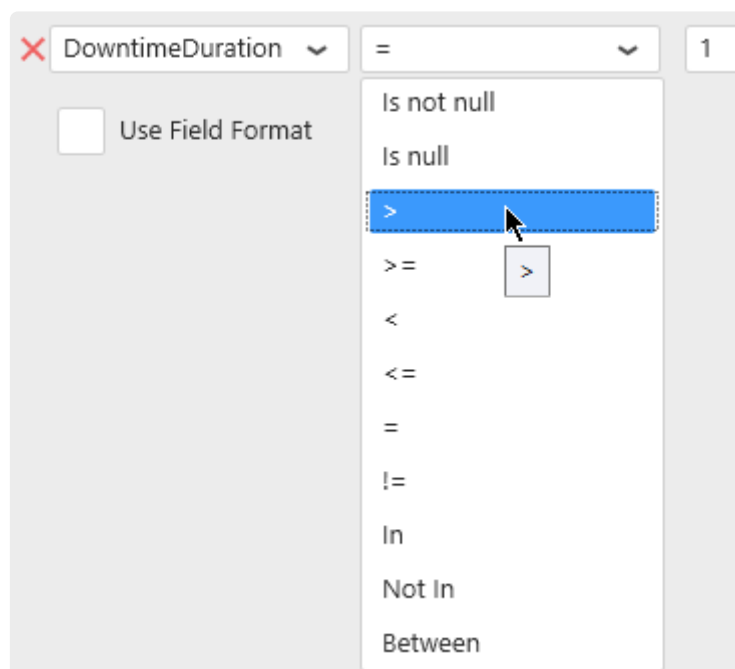 DowntimeDuration = 1
Use Field Format
Is not null
Is null
>
>=
>
<
<=
=
!=
In
Not In
Between